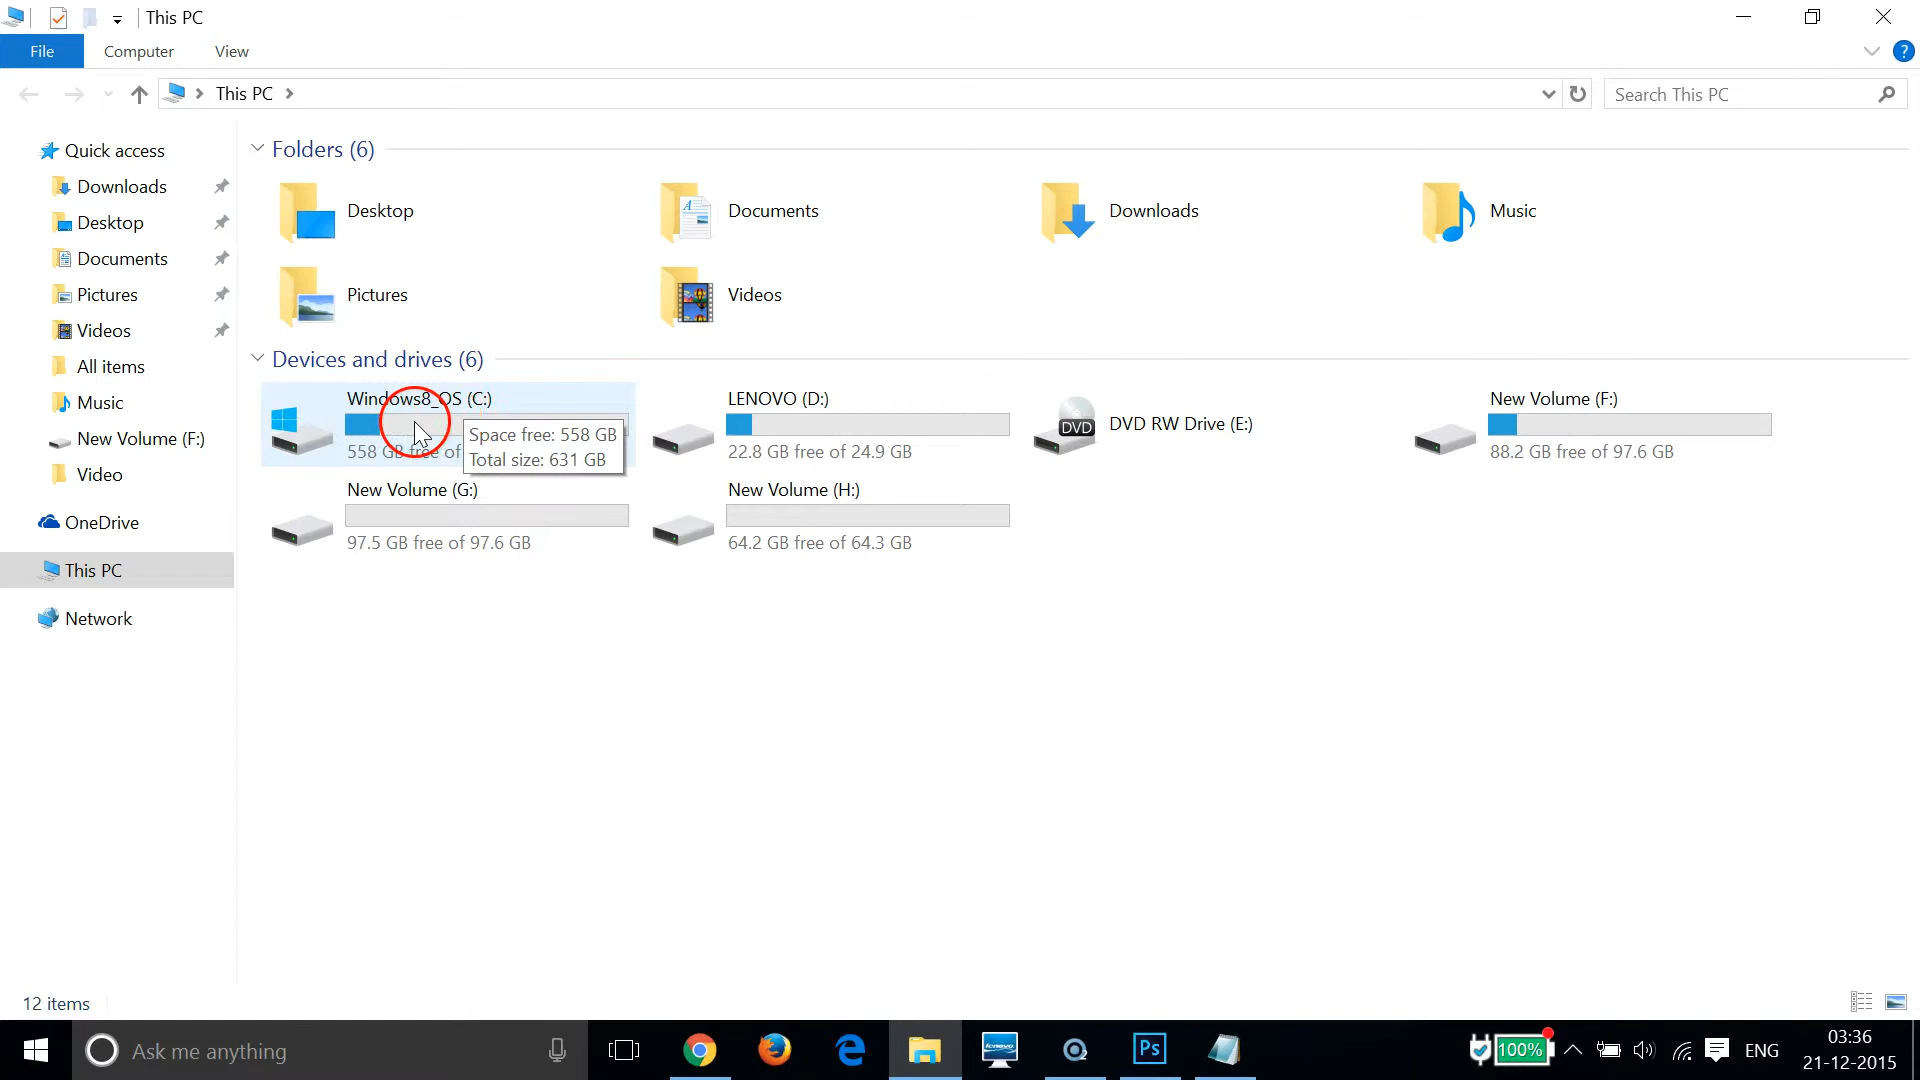 This PC
File Computer View
This PC
Search This PC
Quick access
Downloads
Desktop
Documents
Pictures
Videos
All items
Music
New Volume (F:)
Video
OneDrive
This PC
Network
Folders (6)
Desktop
Documents
Downloads
Music
Pictures
Videos
Devices and drives (6)
Windows8_OS (C:)
558 GB free of
Space free: 558 GB
Total size: 631 GB
LENOVO (D:)
22.8 GB free of 24.9 GB
DVD
DVD RW Drive (E:)
New Volume (F:)
88.2 GB free of 97.6 GB
New Volume (G:)
97.5 GB free of 97.6 GB
New Volume (H:)
64.2 GB free of 64.3 GB
12 items
Ask me anything
lenovo
Ps
100%
ENG
03:36
21-12-2015